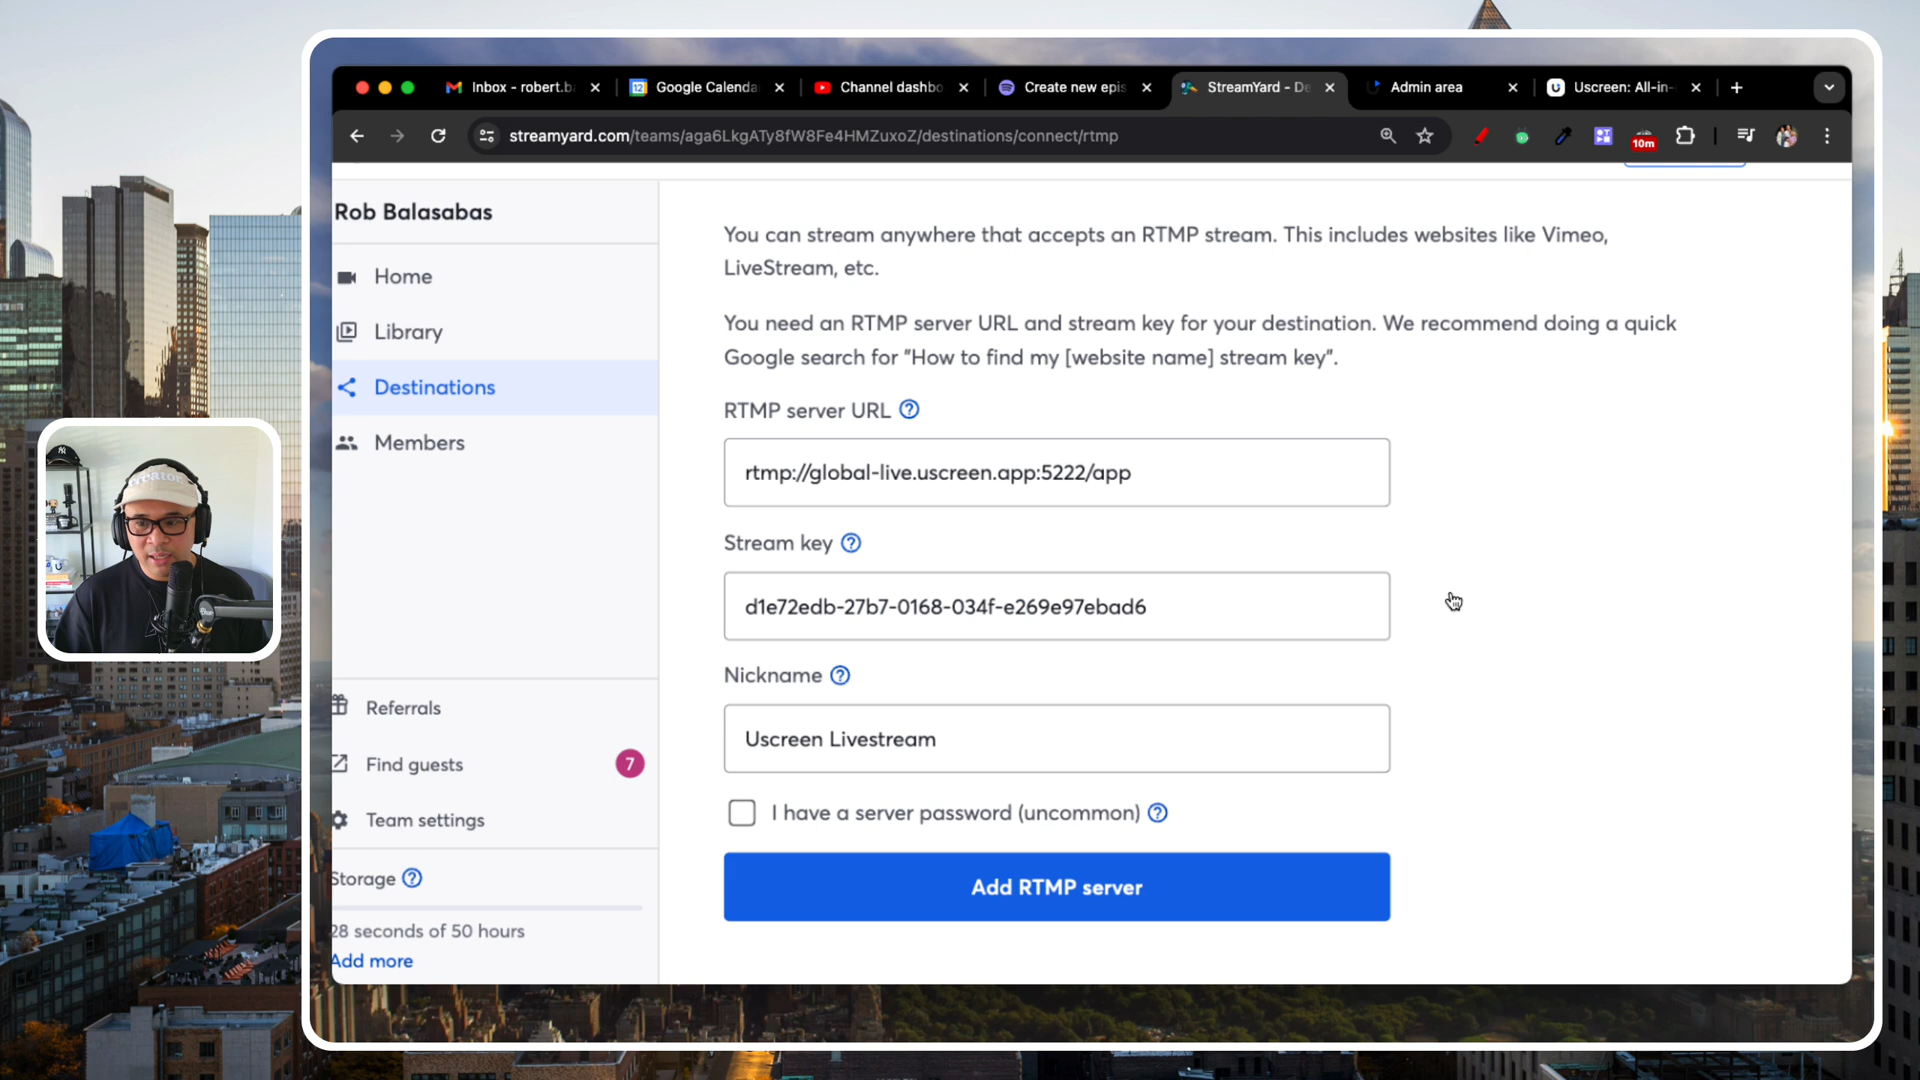 Inbox - robert.b
Google Calenda
Channel dashbo
Create new epis
StreamYard - De
Admin area
Uscreen: All-in-
streamyard.com/teams/aga6LkgATy8fW8Fe4HMZuxoZ/destinations/connect/rtmp
10m
Rob Balasabas
Home
Library
Destinations
Members
Referrals
Find guests
7
Team settings
Storage
28 seconds of 50 hours
Add more
You can stream anywhere that accepts an RTMP stream. This includes websites like Vimeo,
LiveStream, etc.
You need an RTMP server URL and stream key for your destination. We recommend doing a quick
Google search for "How to find my [website name] stream key".
RTMP server URL
rtmp://global-live.uscreen.app:5222/app
Stream key
d1e72edb-27b7-0168-034f-e269e97ebad6
Nickname
Uscreen Livestream
I have a server password (uncommon)
Add RTMP server
creator